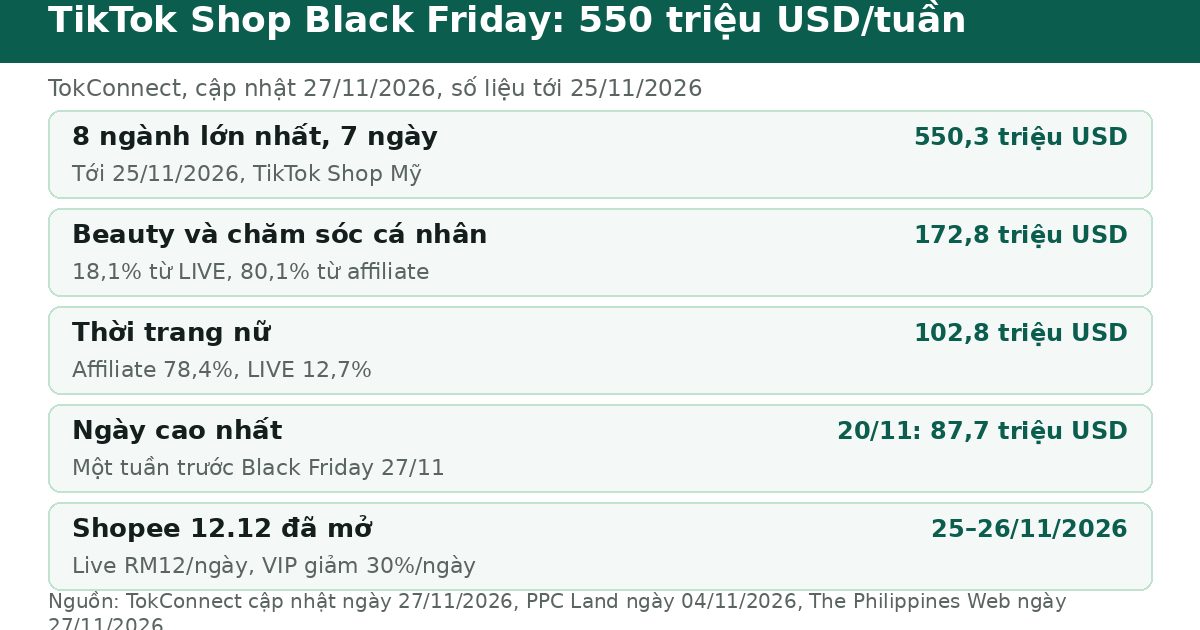 TikTok Shop Black Friday: 550 triệu USD/tuần
TokConnect, cập nhật 27/11/2026, số liệu tới 25/11/2026
8 ngành lớn nhất, 7 ngày
550,3 triệu USD
Tới 25/11/2026, TikTok Shop Mỹ
Beauty và chăm sóc cá nhân
172,8 triệu USD
18,1% từ LIVE, 80,1% từ affiliate
Thời trang nữ
102,8 triệu USD
Affiliate 78,4%, LIVE 12,7%
Ngày cao nhất
20/11: 87,7 triệu USD
Một tuần trước Black Friday 27/11
Shopee 12.12 đã mở
25–26/11/2026
Live RM12/ngày, VIP giảm 30%/ngày
Nguồn: TokConnect cập nhật ngày 27/11/2026, PPC Land ngày 04/11/2026, The Philippines Web ngày
27/11/2026